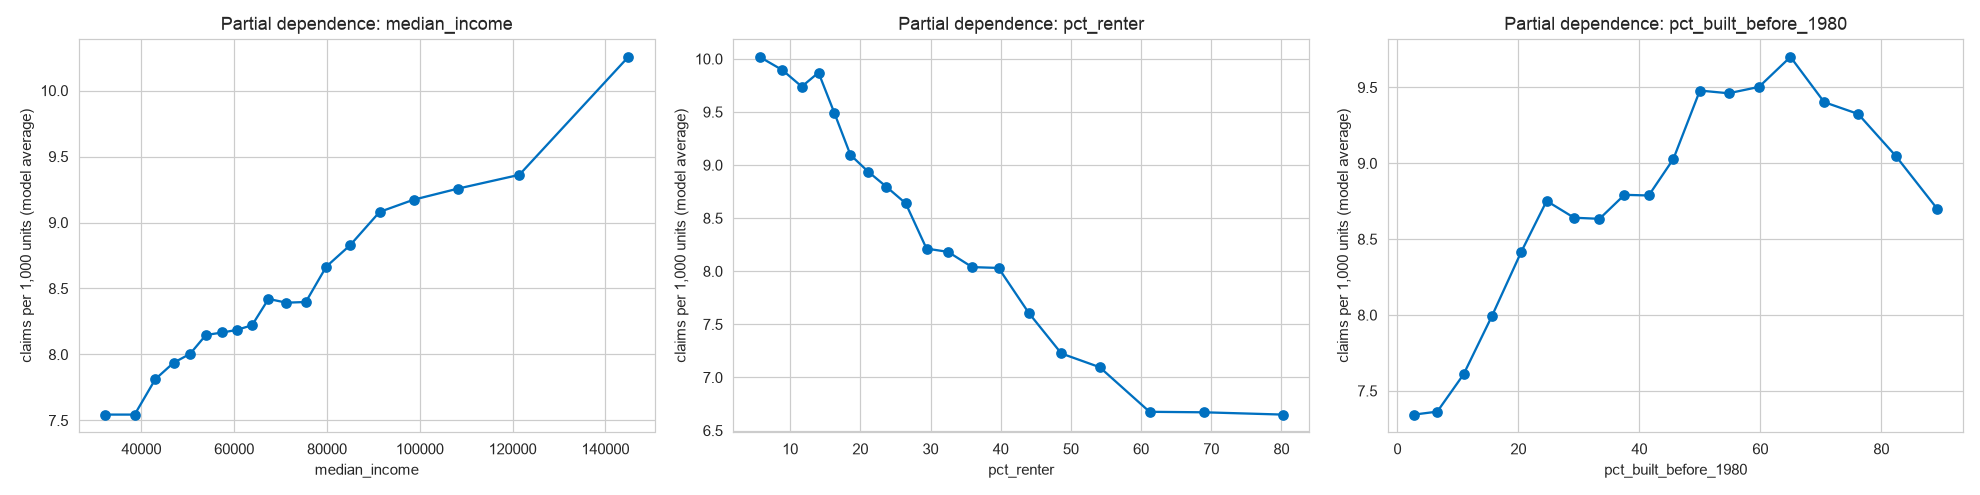 Partial dependence: median_income
claims per 1,000 units (model average)
10.0
9.5
9.0
8.5
8.0
7.5
40000 60000 80000 100000 120000 140000
median_income
Partial dependence: pct_renter
claims per 1,000 units (model average)
10.0
9.5
9.0
8.5
8.0
7.5
7.0
6.5
10 20 30 40 50 60 70 80
pct_renter
Partial dependence: pct_built_before_1980
claims per 1,000 units (model average)
9.5
9.0
8.5
8.0
7.5
0 20 40 60 80
pct_built_before_1980